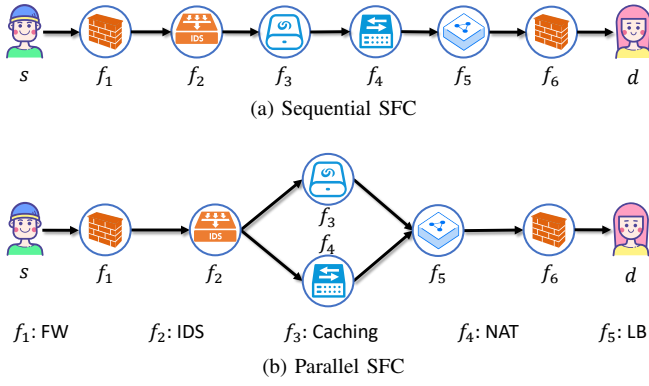 IDS
s f₁ f₂ f₃ f₄ f₅ f₆ d
(a) Sequential SFC
f₃
f₄
IDS
s f₁ f₂ f₅ f₆ d
f₁: FW f₂: IDS f₃: Caching f₄: NAT f₅: LB
(b) Parallel SFC